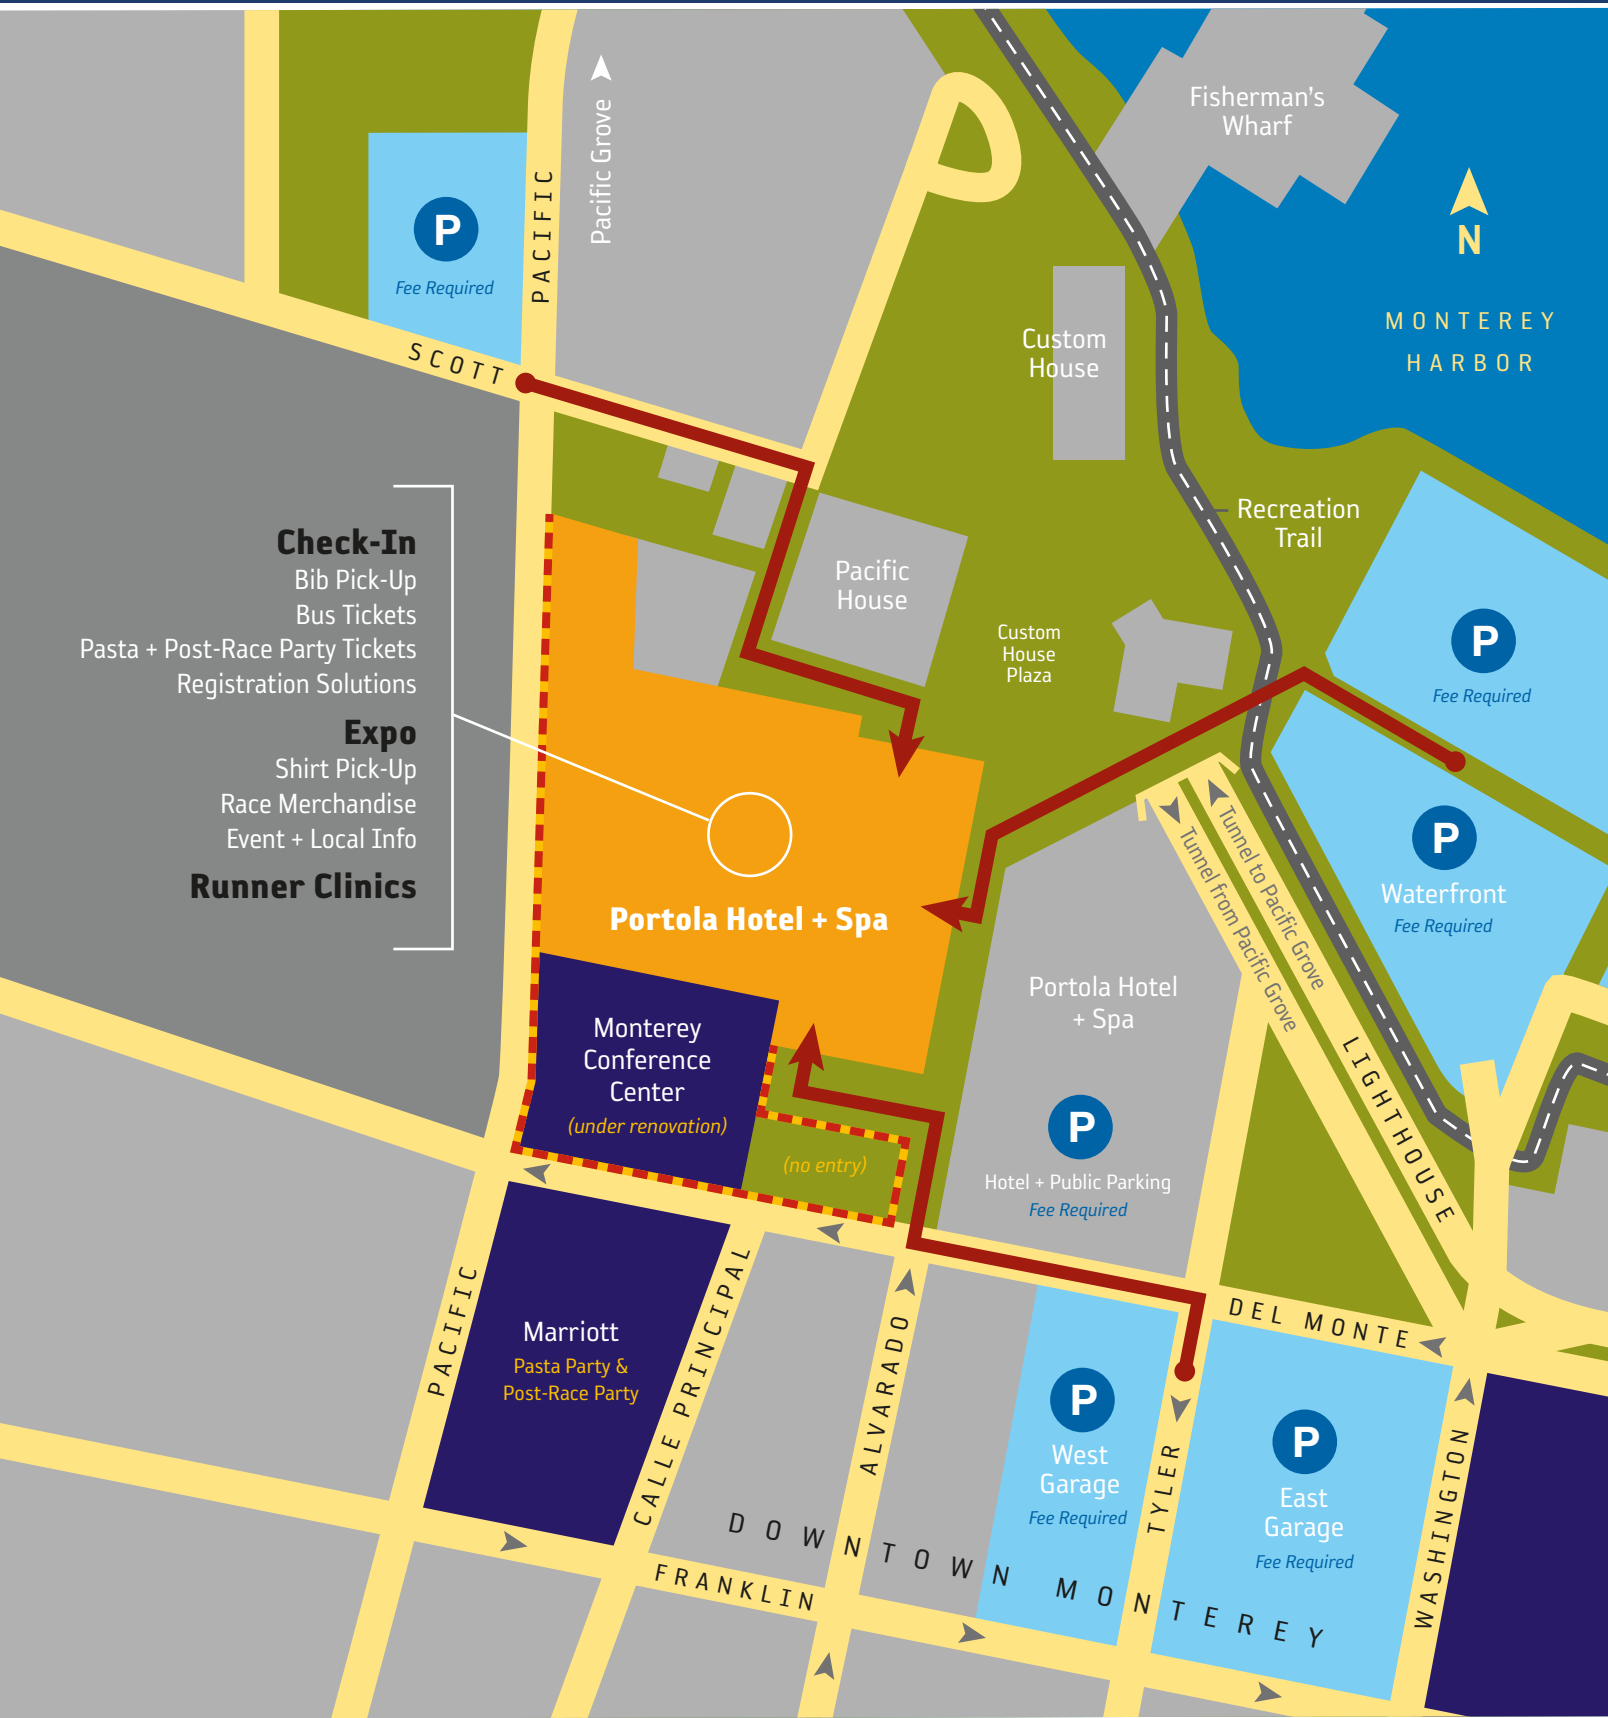 Pacific Grove
PACIFIC
P
Fee Required
SCOTT
Fisherman's
Wharf
N
MONTEREY
HARBOR
Custom
House
Recreation
Trail
Check-In
Bib Pick-Up
Bus Tickets
Pasta + Post-Race Party Tickets
Registration Solutions
Expo
Shirt Pick-Up
Race Merchandise
Event + Local Info
Runner Clinics
Pacific
House
Custom
House
Plaza
P
Fee Required
P
Waterfront
Fee Required
Tunnel to Pacific Grove
Tunnel from Pacific Grove
Portola Hotel + Spa
Portola Hotel
+ Spa
Monterey
Conference
Center
(under renovation)
(no entry)
P
Hotel + Public Parking
Fee Required
LIGHTHOUSE
DEL MONTE
PACIFIC
Marriott
Pasta Party &
Post-Race Party
CALLE PRINCIPAL
ALVARADO
P
West
Garage
Fee Required
TYLER
P
East
Garage
Fee Required
WASHINGTON
DOWNTOWN MONTEREY
FRANKLIN